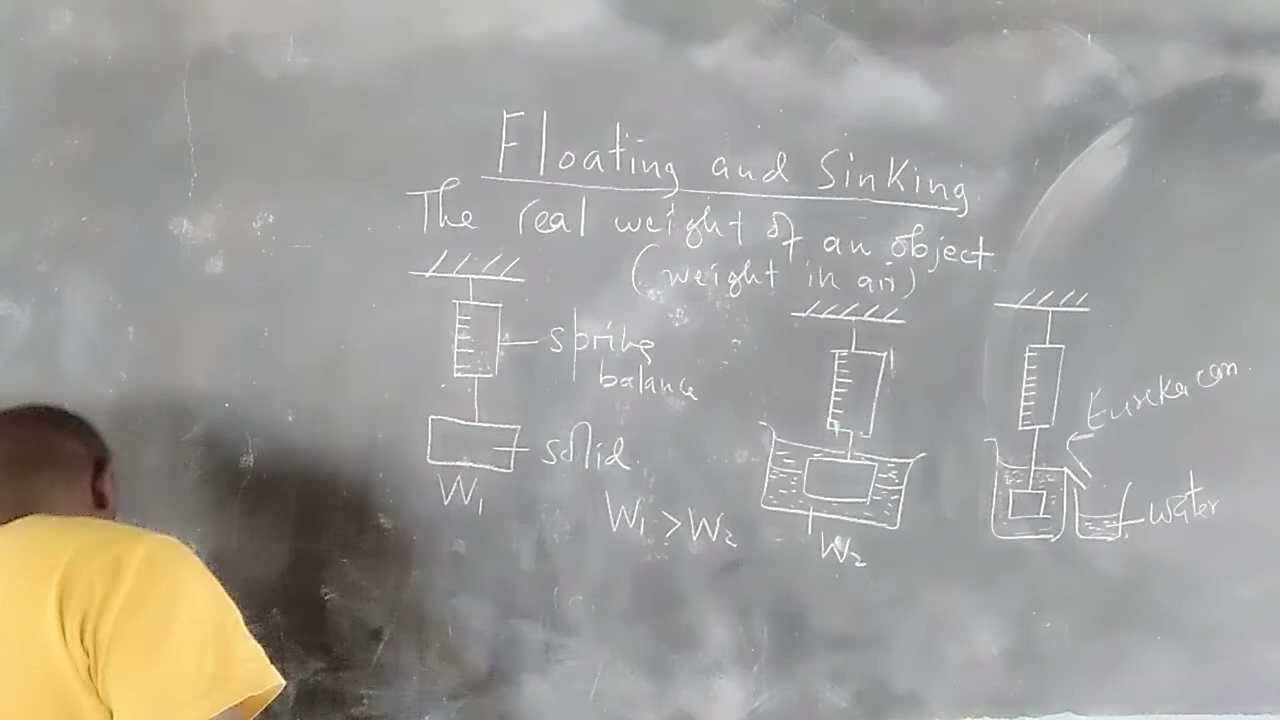 Floating and Sinking
The real weight of an object
(weight in air)
spring
balance
solid
W1
W1 > W2
W2
Eureka can
water